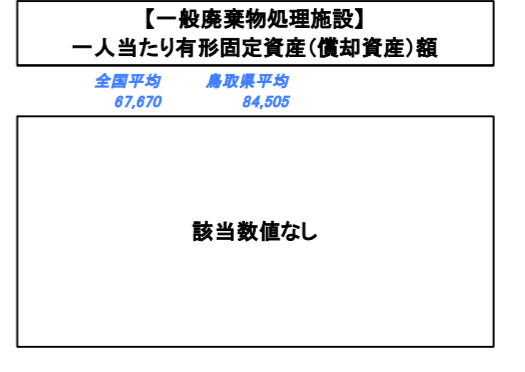 【一般廃棄物処理施設】
一人当たり有形固定資産(償却資産)額
全国平均 鳥取県平均
67,670 84,505
該当数値なし